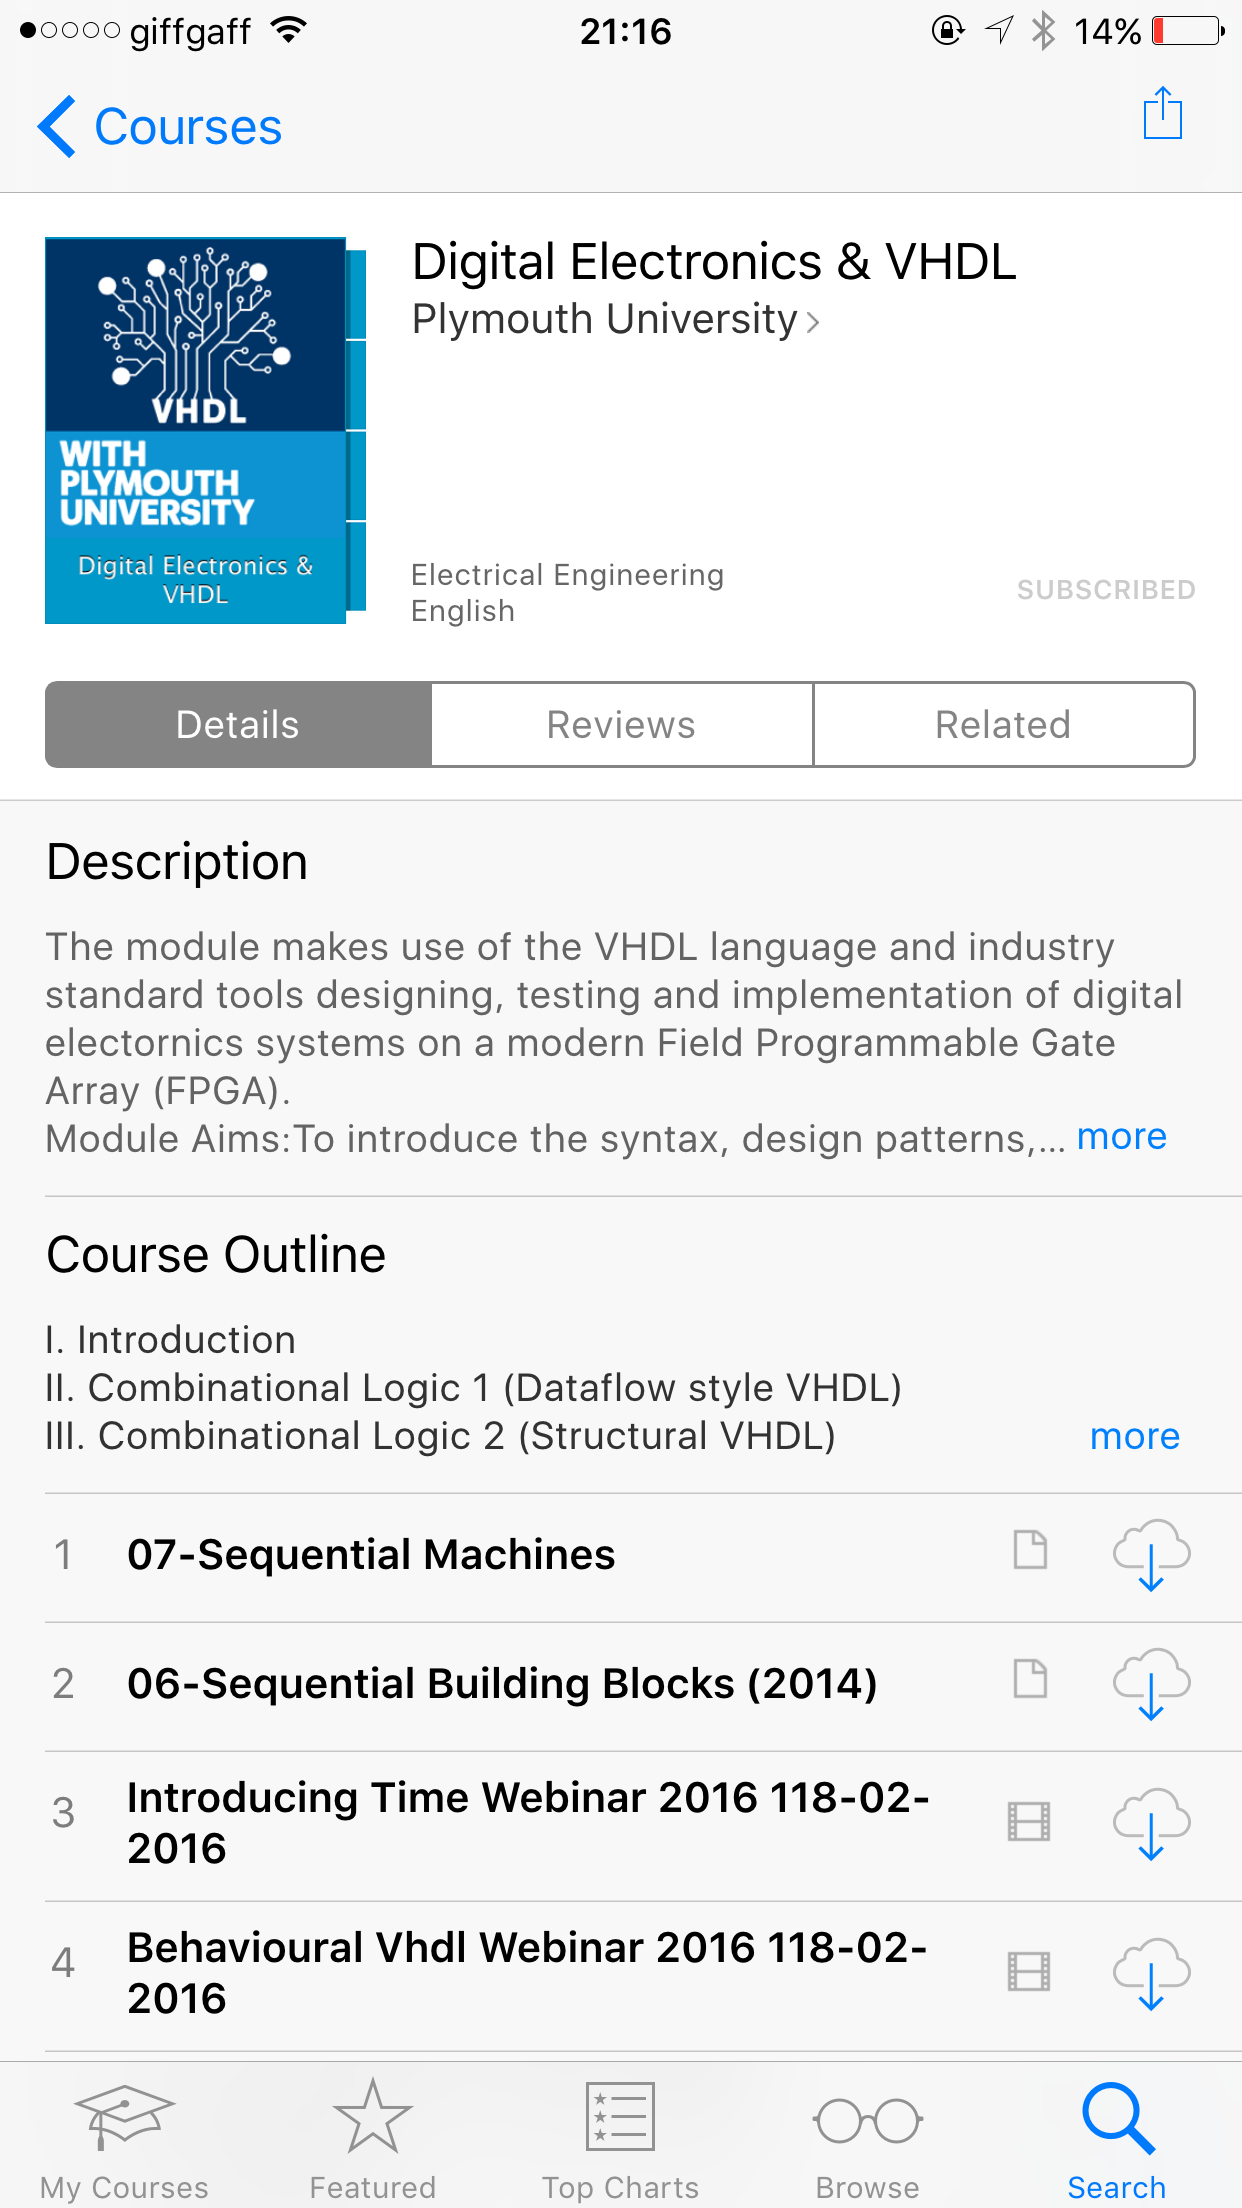 giffgaff 21:16 14%
Courses
VHDL
WITH
PLYMOUTH
UNIVERSITY
Digital Electronics &
VHDL
Digital Electronics & VHDL
Plymouth University
Electrical Engineering
English
SUBSCRIBED
Details Reviews Related
Description
The module makes use of the VHDL language and industry
standard tools designing, testing and implementation of digital
electornics systems on a modern Field Programmable Gate
Array (FPGA).
Module Aims:To introduce the syntax, design patterns,... more
Course Outline
I. Introduction
II. Combinational Logic 1 (Dataflow style VHDL)
III. Combinational Logic 2 (Structural VHDL) more
1 07-Sequential Machines
2 06-Sequential Building Blocks (2014)
3 Introducing Time Webinar 2016 118-02-
2016
4 Behavioural Vhdl Webinar 2016 118-02-
2016
My Courses Featured Top Charts Browse Search